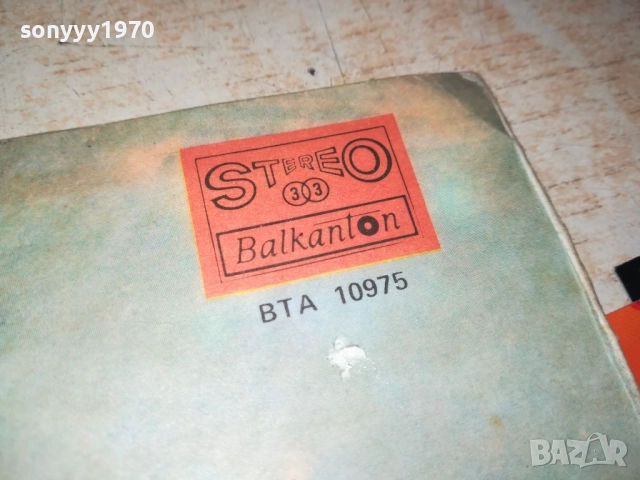 sonyyy1970
STEREO
33
Balkanton
BTA 10975
BAZAR